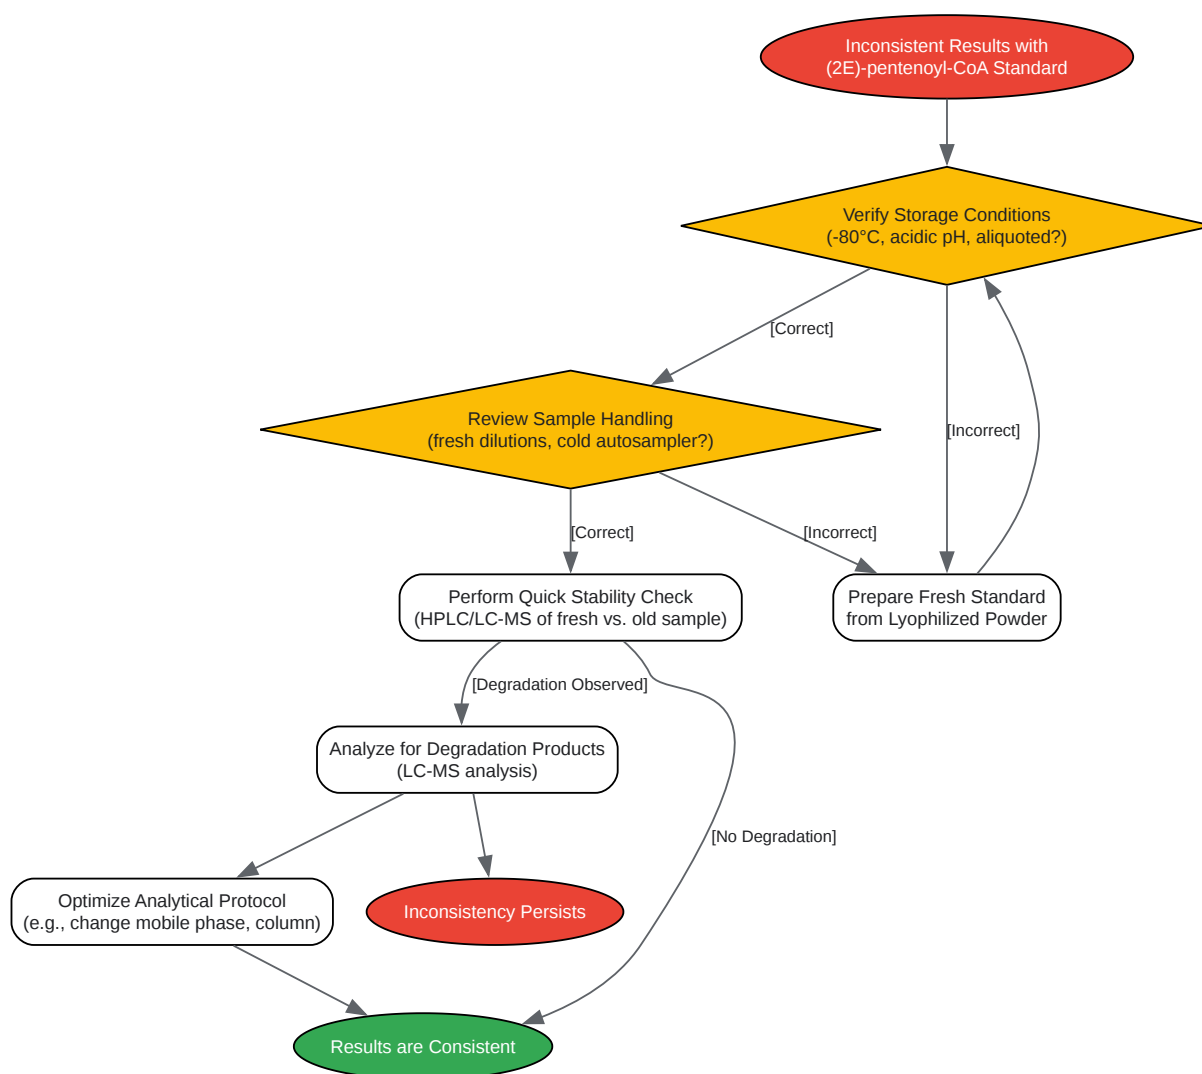 Inconsistent Results with
(2E)-pentenoyl-CoA Standard
Verify Storage Conditions
(-80°C, acidic pH, aliquoted?)
[Correct]
Review Sample Handling
(fresh dilutions, cold autosampler?)
[Incorrect]
[Correct]
[Incorrect]
Perform Quick Stability Check
(HPLC/LC-MS of fresh vs. old sample)
Prepare Fresh Standard
from Lyophilized Powder
[Degradation Observed]
Analyze for Degradation Products
(LC-MS analysis)
[No Degradation]
Optimize Analytical Protocol
(e.g., change mobile phase, column)
Inconsistency Persists
Results are Consistent